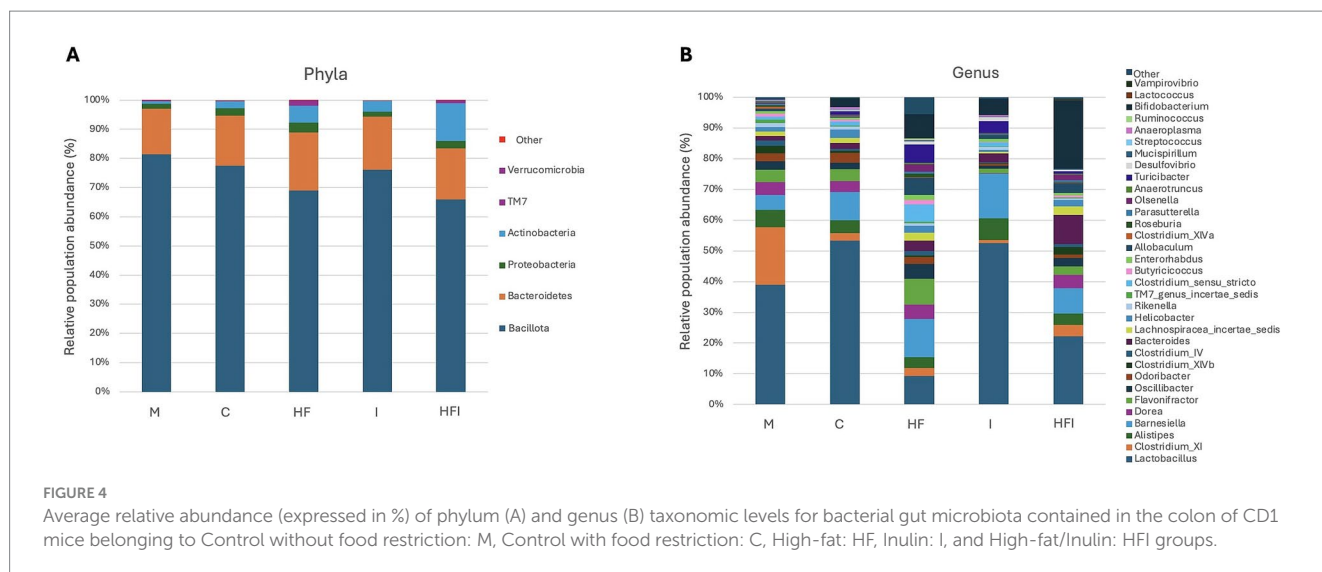 A
Phyla
Relative population abundance (%)
100%
90%
80%
70%
60%
50%
40%
30%
20%
10%
0%
M C HF I HFI
Other
Verrucomicrobia
TM7
Actinobacteria
Proteobacteria
Bacteroidetes
Bacillota
B
Genus
Relative population abundance (%)
100%
90%
80%
70%
60%
50%
40%
30%
20%
10%
0%
M C HF I HFI
Other
Vampirovibrio
Lactococcus
Bifidobacterium
Ruminococcus
Anaeroplasma
Streptococcus
Mucispirillum
Desulfovibrio
Turicibacter
Anaerotruncus
Olsenella
Parasutterella
Roseburia
Clostridium_XIVa
Allobaculum
Enterorhabdus
Butyricicoccus
Clostridium_sensu_stricto
TM7_genus_incertae_sedis
Rikenella
Helicobacter
Lachnospiracea_incertae_sedis
Bacteroides
Clostridium_IV
Clostridium_XIVb
Odoribacter
Oscillibacter
Flavonifractor
Dorea
Barnesiella
Alistipes
Clostridium_XI
Lactobacillus
FIGURE 4
Average relative abundance (expressed in %) of phylum (A) and genus (B) taxonomic levels for bacterial gut microbiota contained in the colon of CD1
mice belonging to Control without food restriction: M, Control with food restriction: C, High-fat: HF, Inulin: I, and High-fat/Inulin: HFI groups.